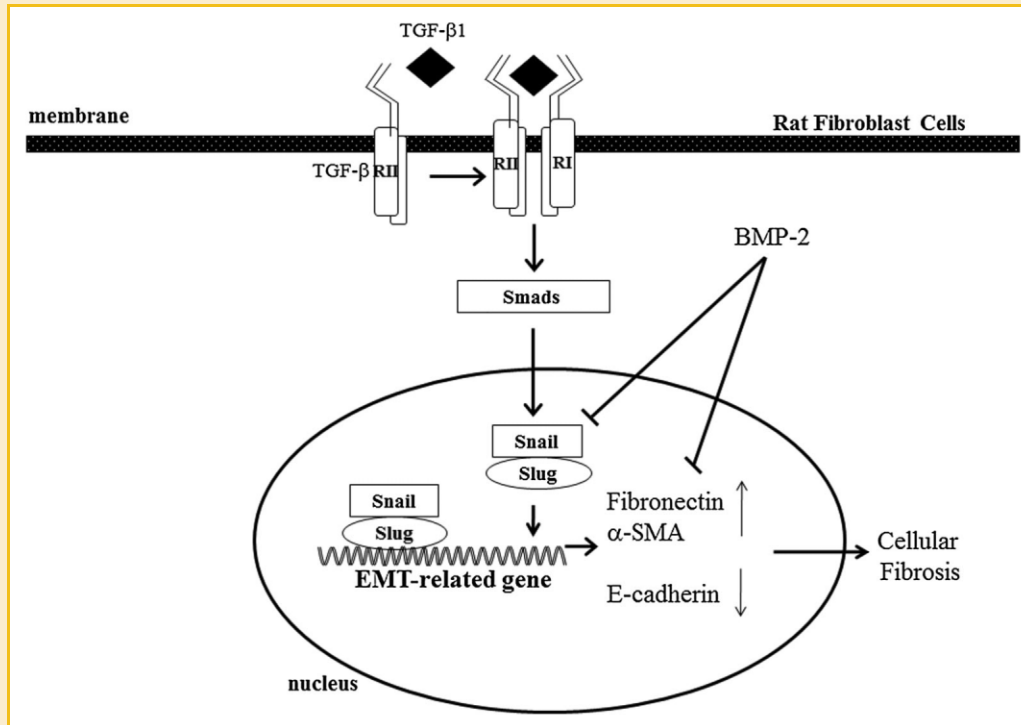 TGF-β1
membrane
Rat Fibroblast Cells
TGF-β RII
RII
RI
BMP-2
Smads
Snail
Slug
Snail
Slug
Fibronectin
α-SMA
EMT-related gene
E-cadherin
Cellular
Fibrosis
nucleus